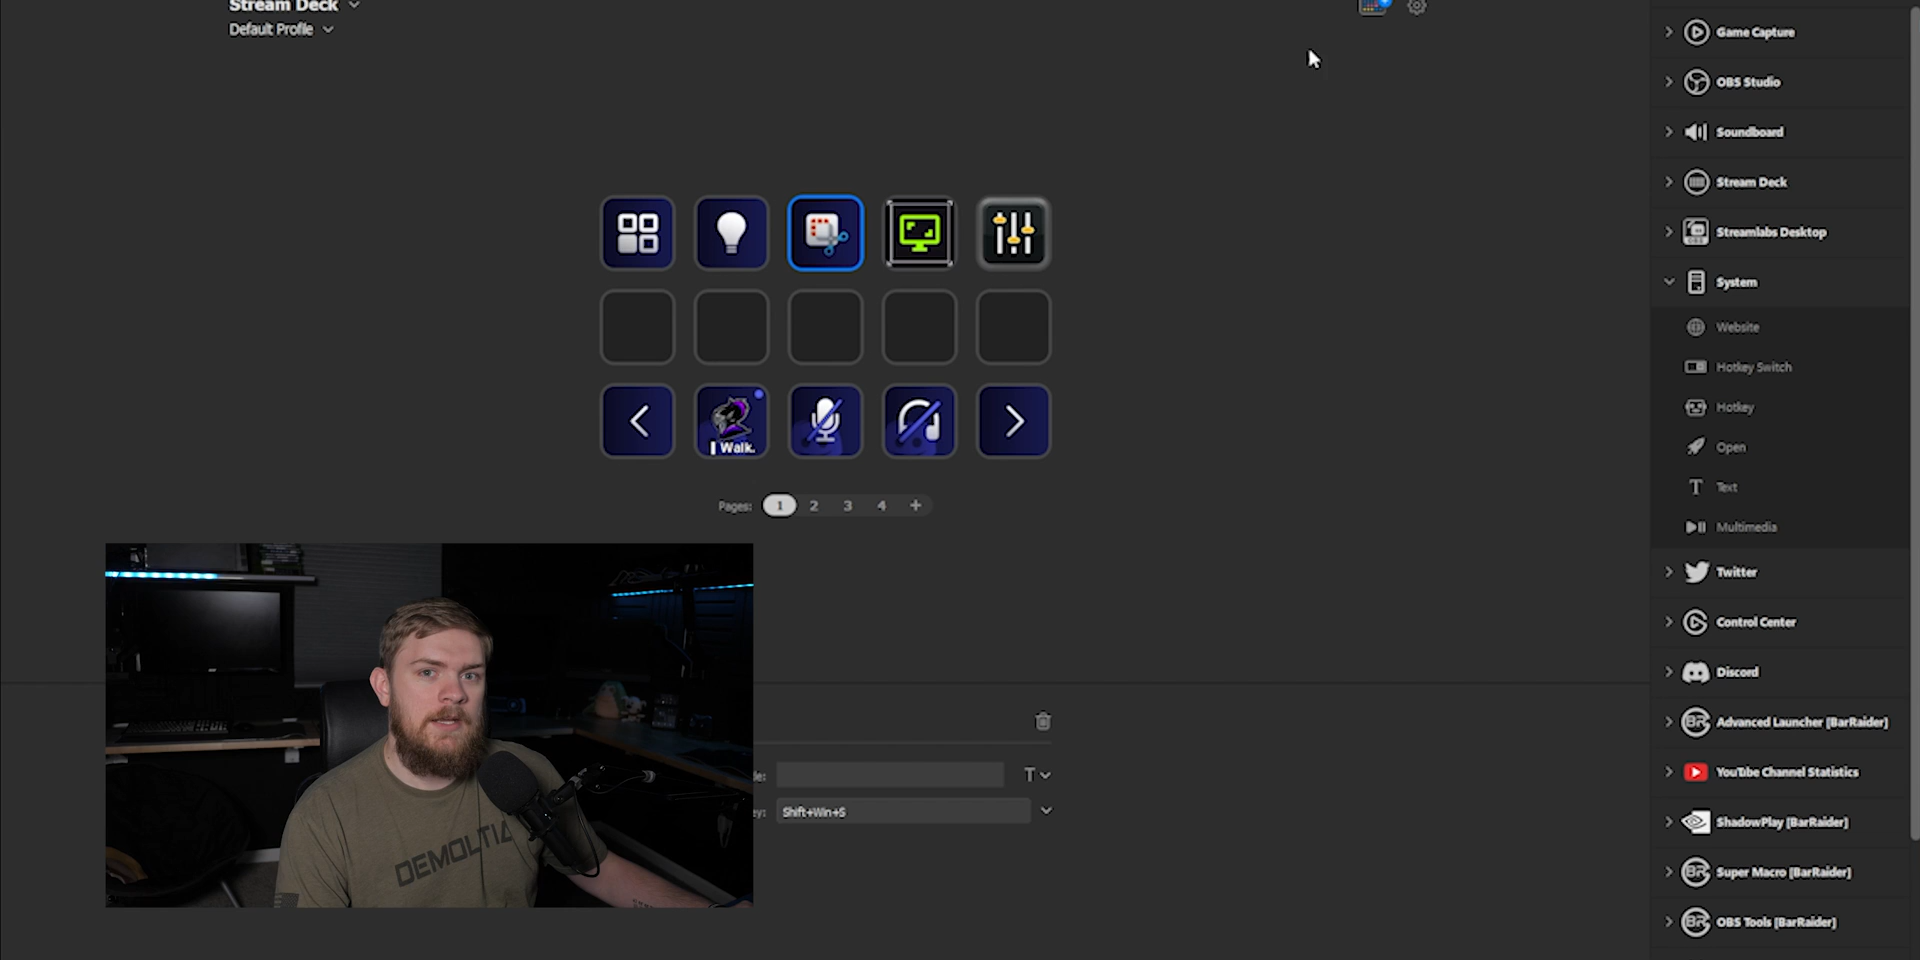 Stream Deck
Default Profile
I Walk.
Pages: 1 2 3 4 +
T
Shift+Win+S
DEMOLTIA
Game Capture
OBS Studio
Soundboard
Stream Deck
Streamlabs Desktop
System
Website
Hotkey Switch
Hotkey
Open
Text
Multimedia
Twitter
Control Center
Discord
Advanced Launcher [BarRaider]
YouTube Channel Statistics
ShadowPlay [BarRaider]
Super Macro [BarRaider]
OBS Tools [BarRaider]